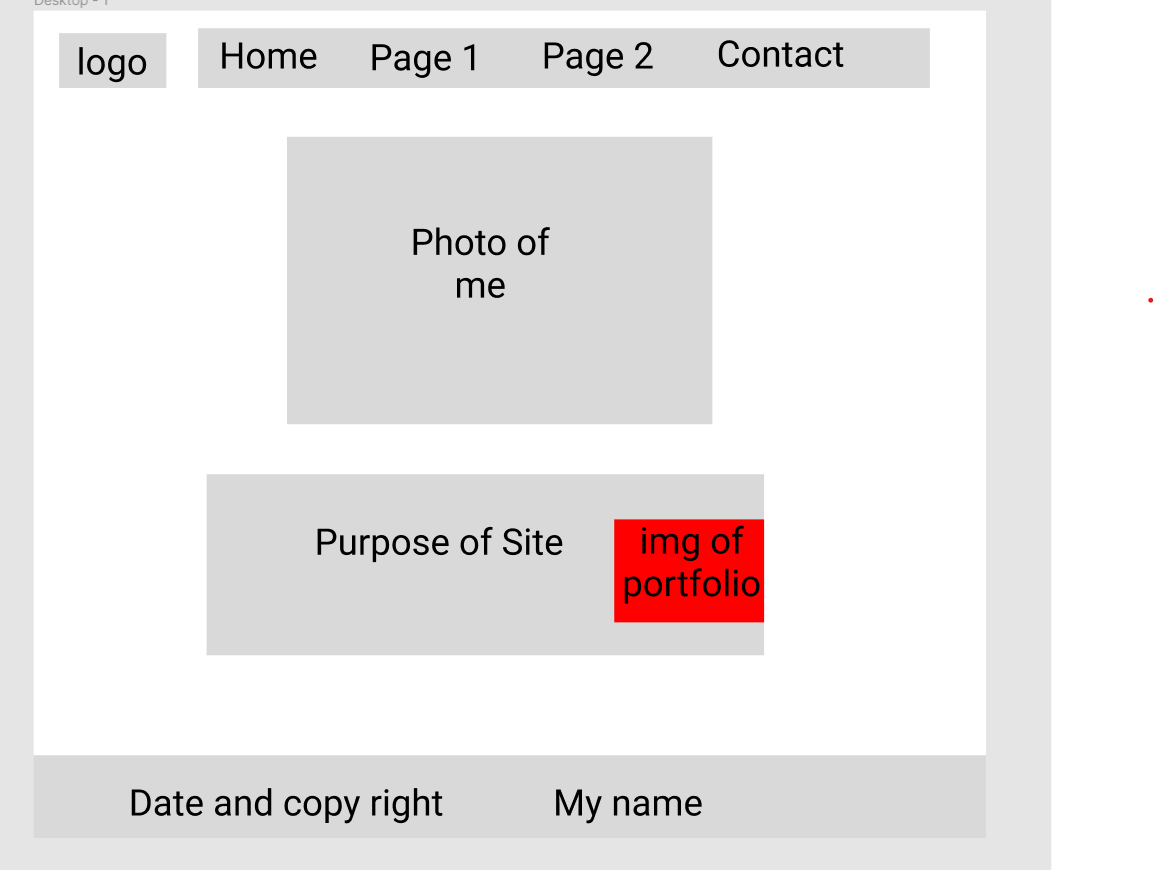 Desktop - 1
logo
Home Page 1 Page 2 Contact
Photo of
me
Purpose of Site
img of
portfolio
Date and copy right My name